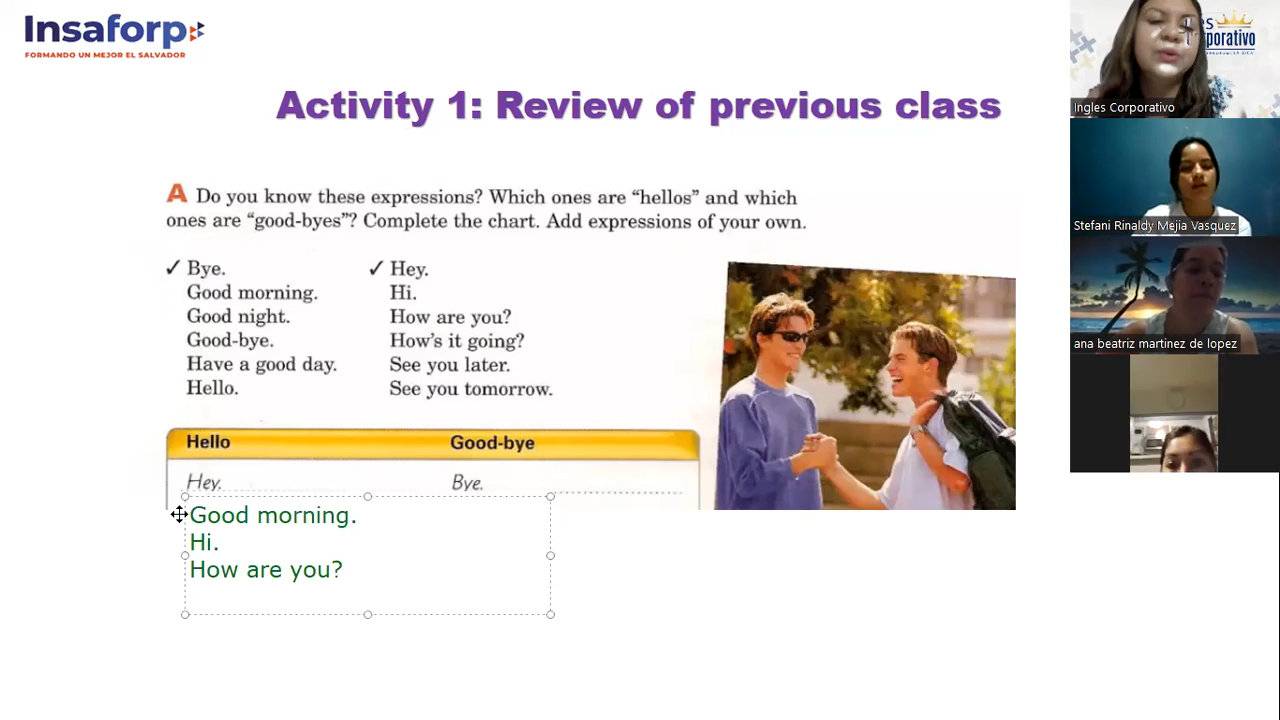 Insaforp
FORMANDO UN MEJOR EL SALVADOR
Activity 1: Review of previous class
A Do you know these expressions? Which ones are “hellos” and which
ones are “good-byes”? Complete the chart. Add expressions of your own.
✓ Bye.
Good morning.
Good night.
Good-bye.
Have a good day.
Hello.
✓ Hey.
Hi.
How are you?
How's it going?
See you later.
See you tomorrow.
Hello Good-bye
Hey. Bye.
Good morning.
Hi.
How are you?
Ingles Corporativo
Stefani Rinaldy Mejia Vasquez
ana beatriz martinez de lopez